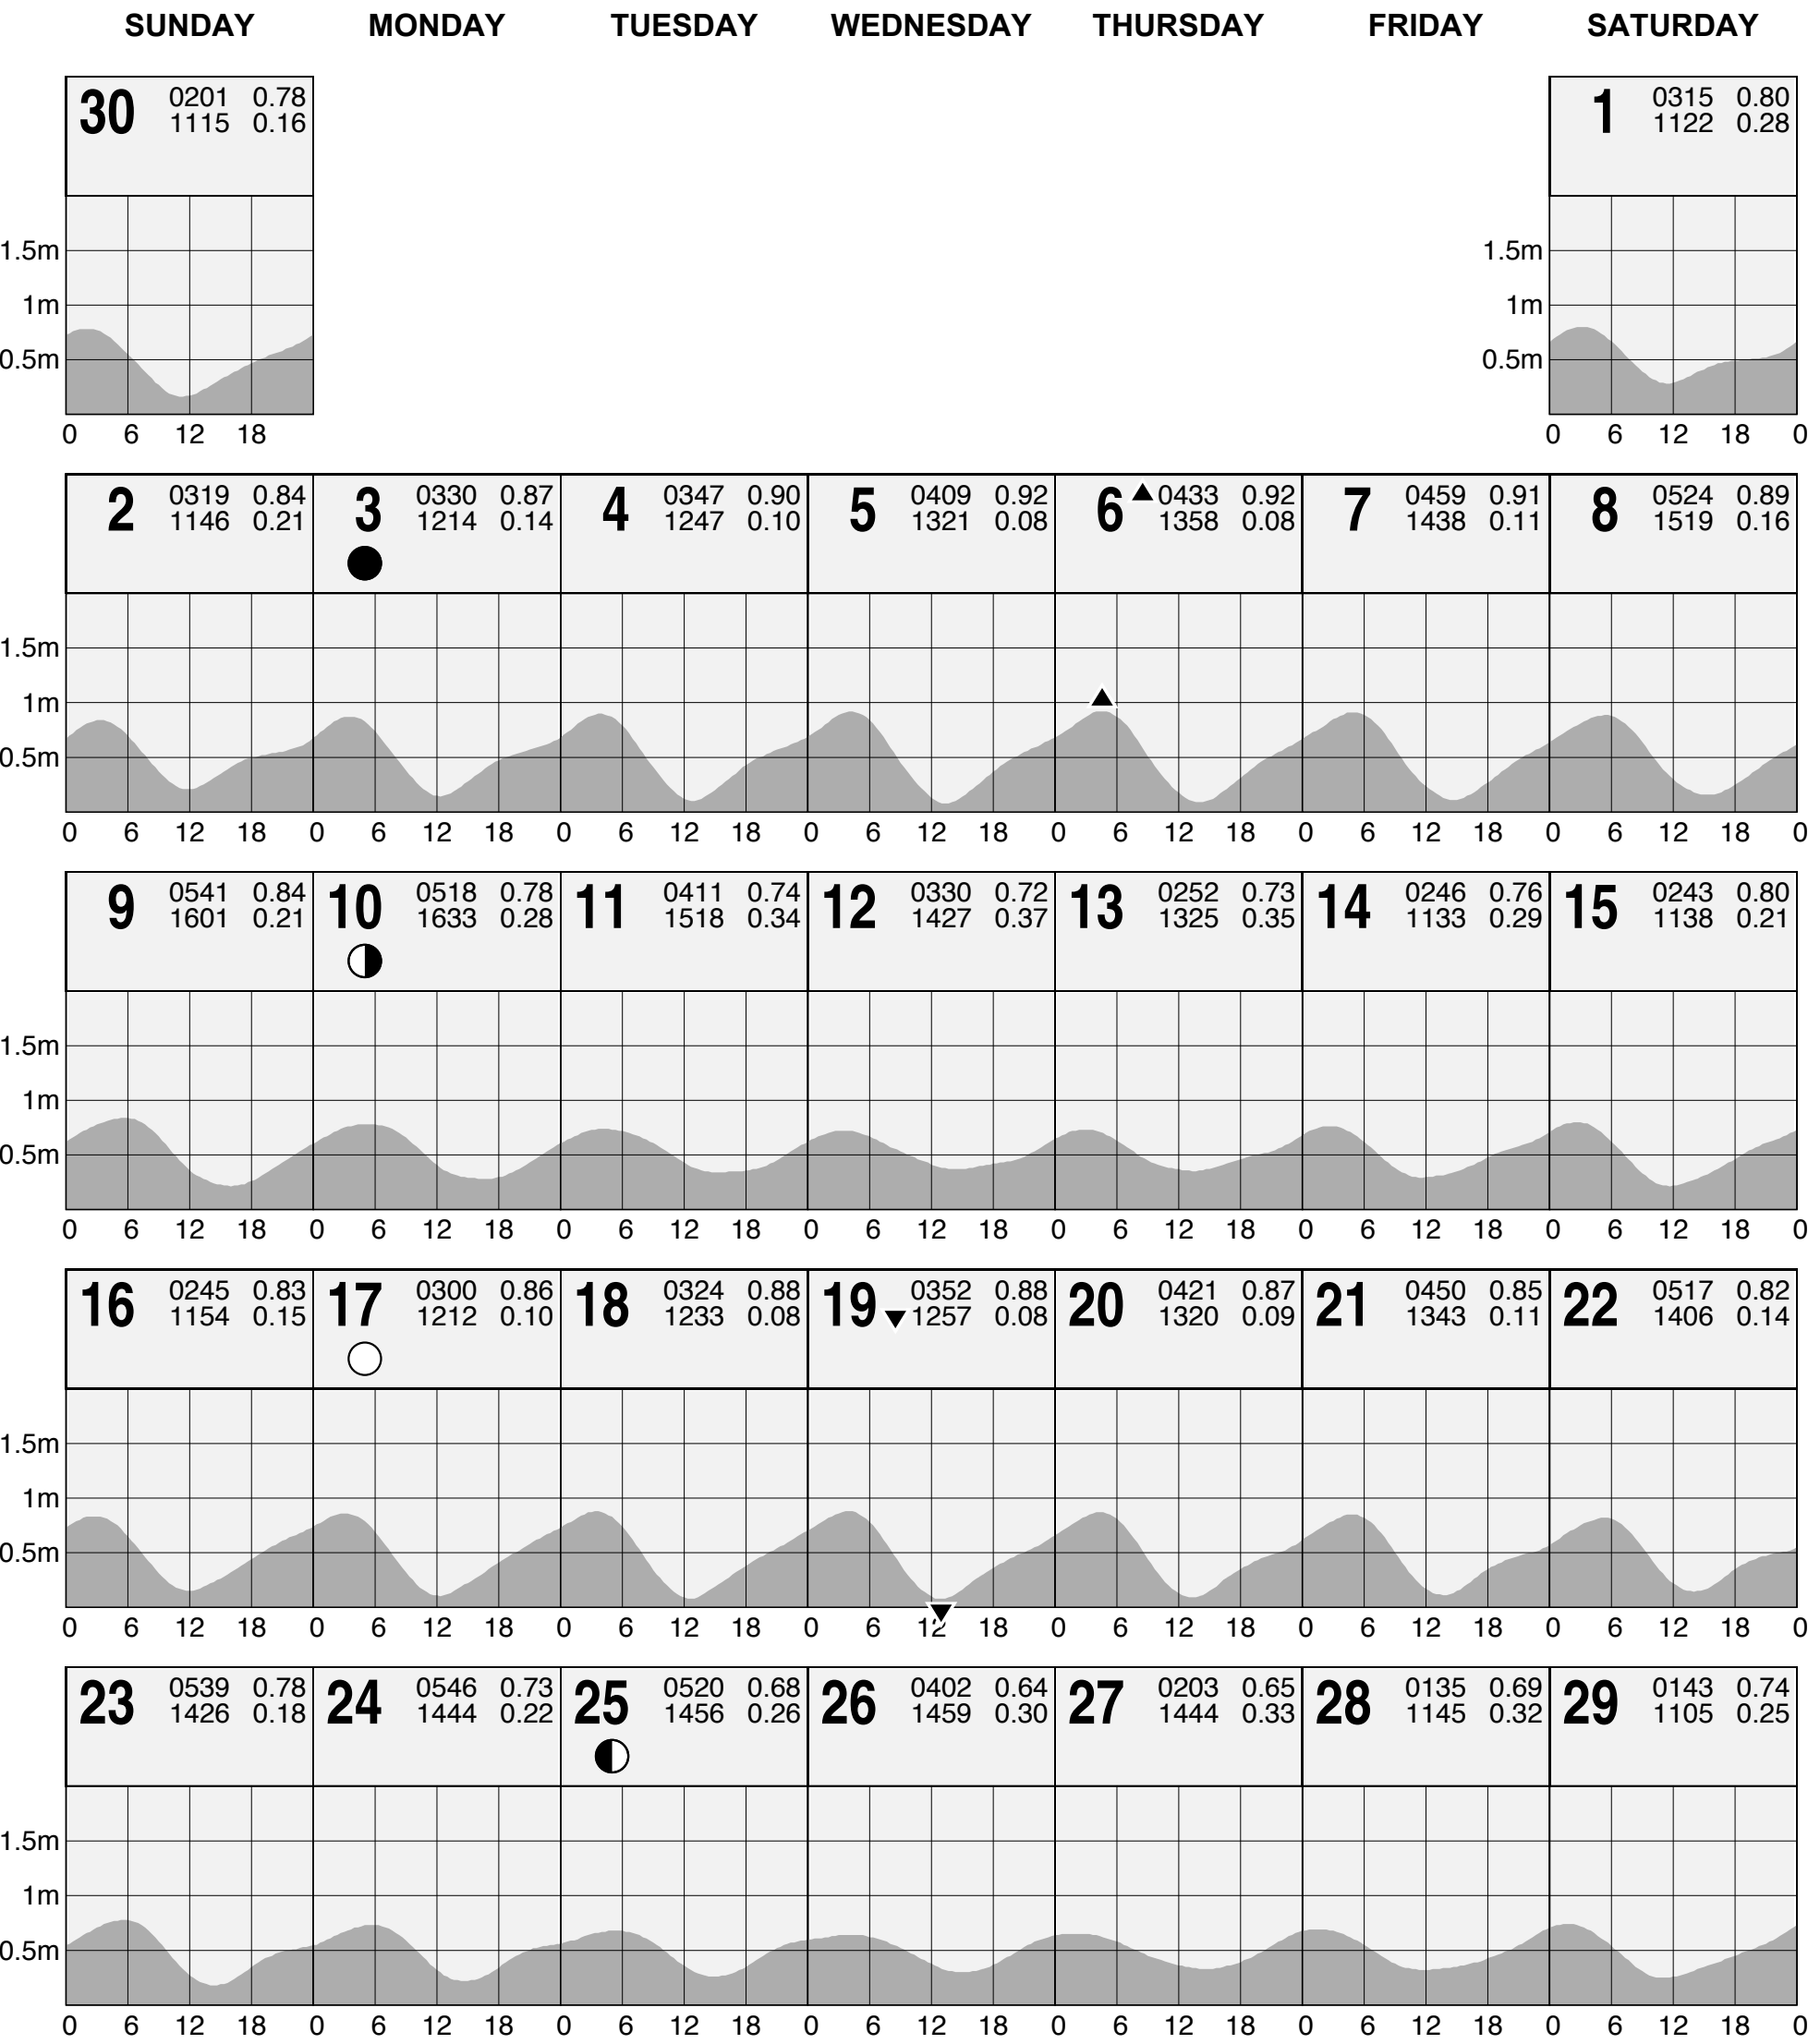 SUNDAY MONDAY TUESDAY WEDNESDAY THURSDAY FRIDAY SATURDAY
30 0201 0.78
1115 0.16
1 0315 0.80
1122 0.28
1.5m 1.5m
1m 1m
0.5m 0.5m
0 6 12 18 0 6 12 18 0
2 0319 0.84
1146 0.21
3 0330 0.87
1214 0.14
4 0347 0.90
1247 0.10
5 0409 0.92
1321 0.08
6 0433 0.92
1358 0.08
7 0459 0.91
1438 0.11
8 0524 0.89
1519 0.16
1.5m
1m
0.5m
0 6 12 18 0 6 12 18 0 6 12 18 0 6 12 18 0 6 12 18 0 6 12 18 0 6 12 18 0
9 0541 0.84
1601 0.21
10 0518 0.78
1633 0.28
11 0411 0.74
1518 0.34
12 0330 0.72
1427 0.37
13 0252 0.73
1325 0.35
14 0246 0.76
1133 0.29
15 0243 0.80
1138 0.21
1.5m
1m
0.5m
0 6 12 18 0 6 12 18 0 6 12 18 0 6 12 18 0 6 12 18 0 6 12 18 0 6 12 18 0
16 0245 0.83
1154 0.15
17 0300 0.86
1212 0.10
18 0324 0.88
1233 0.08
19 0352 0.88
1257 0.08
20 0421 0.87
1320 0.09
21 0450 0.85
1343 0.11
22 0517 0.82
1406 0.14
1.5m
1m
0.5m
0 6 12 18 0 6 12 18 0 6 12 18 0 6 12 18 0 6 12 18 0 6 12 18 0 6 12 18 0
23 0539 0.78
1426 0.18
24 0546 0.73
1444 0.22
25 0520 0.68
1456 0.26
26 0402 0.64
1459 0.30
27 0203 0.65
1444 0.33
28 0135 0.69
1145 0.32
29 0143 0.74
1105 0.25
1.5m
1m
0.5m
0 6 12 18 0 6 12 18 0 6 12 18 0 6 12 18 0 6 12 18 0 6 12 18 0 6 12 18 0